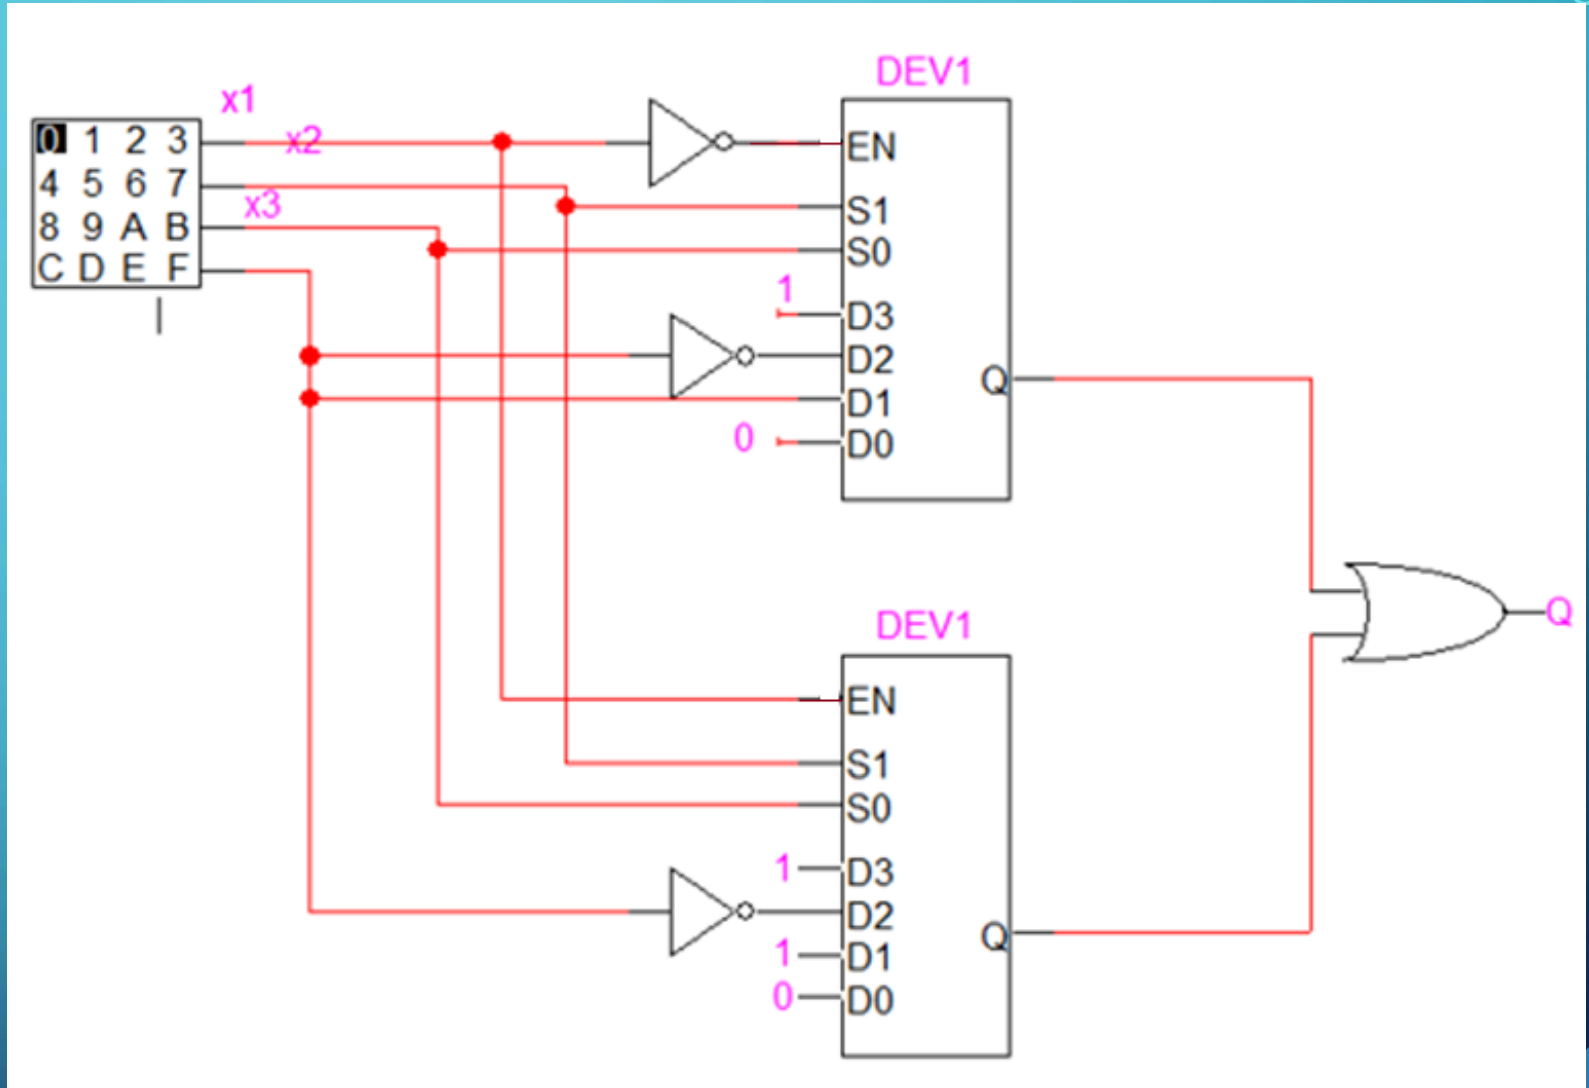 x1
x2
x3
0 1 2 3
4 5 6 7
8 9 A B
C D E F
DEV1
EN
S1
S0
1 D3
D2
D1
0 D0
Q
DEV1
EN
S1
S0
1 D3
D2
1 D1
0 D0
Q
Q